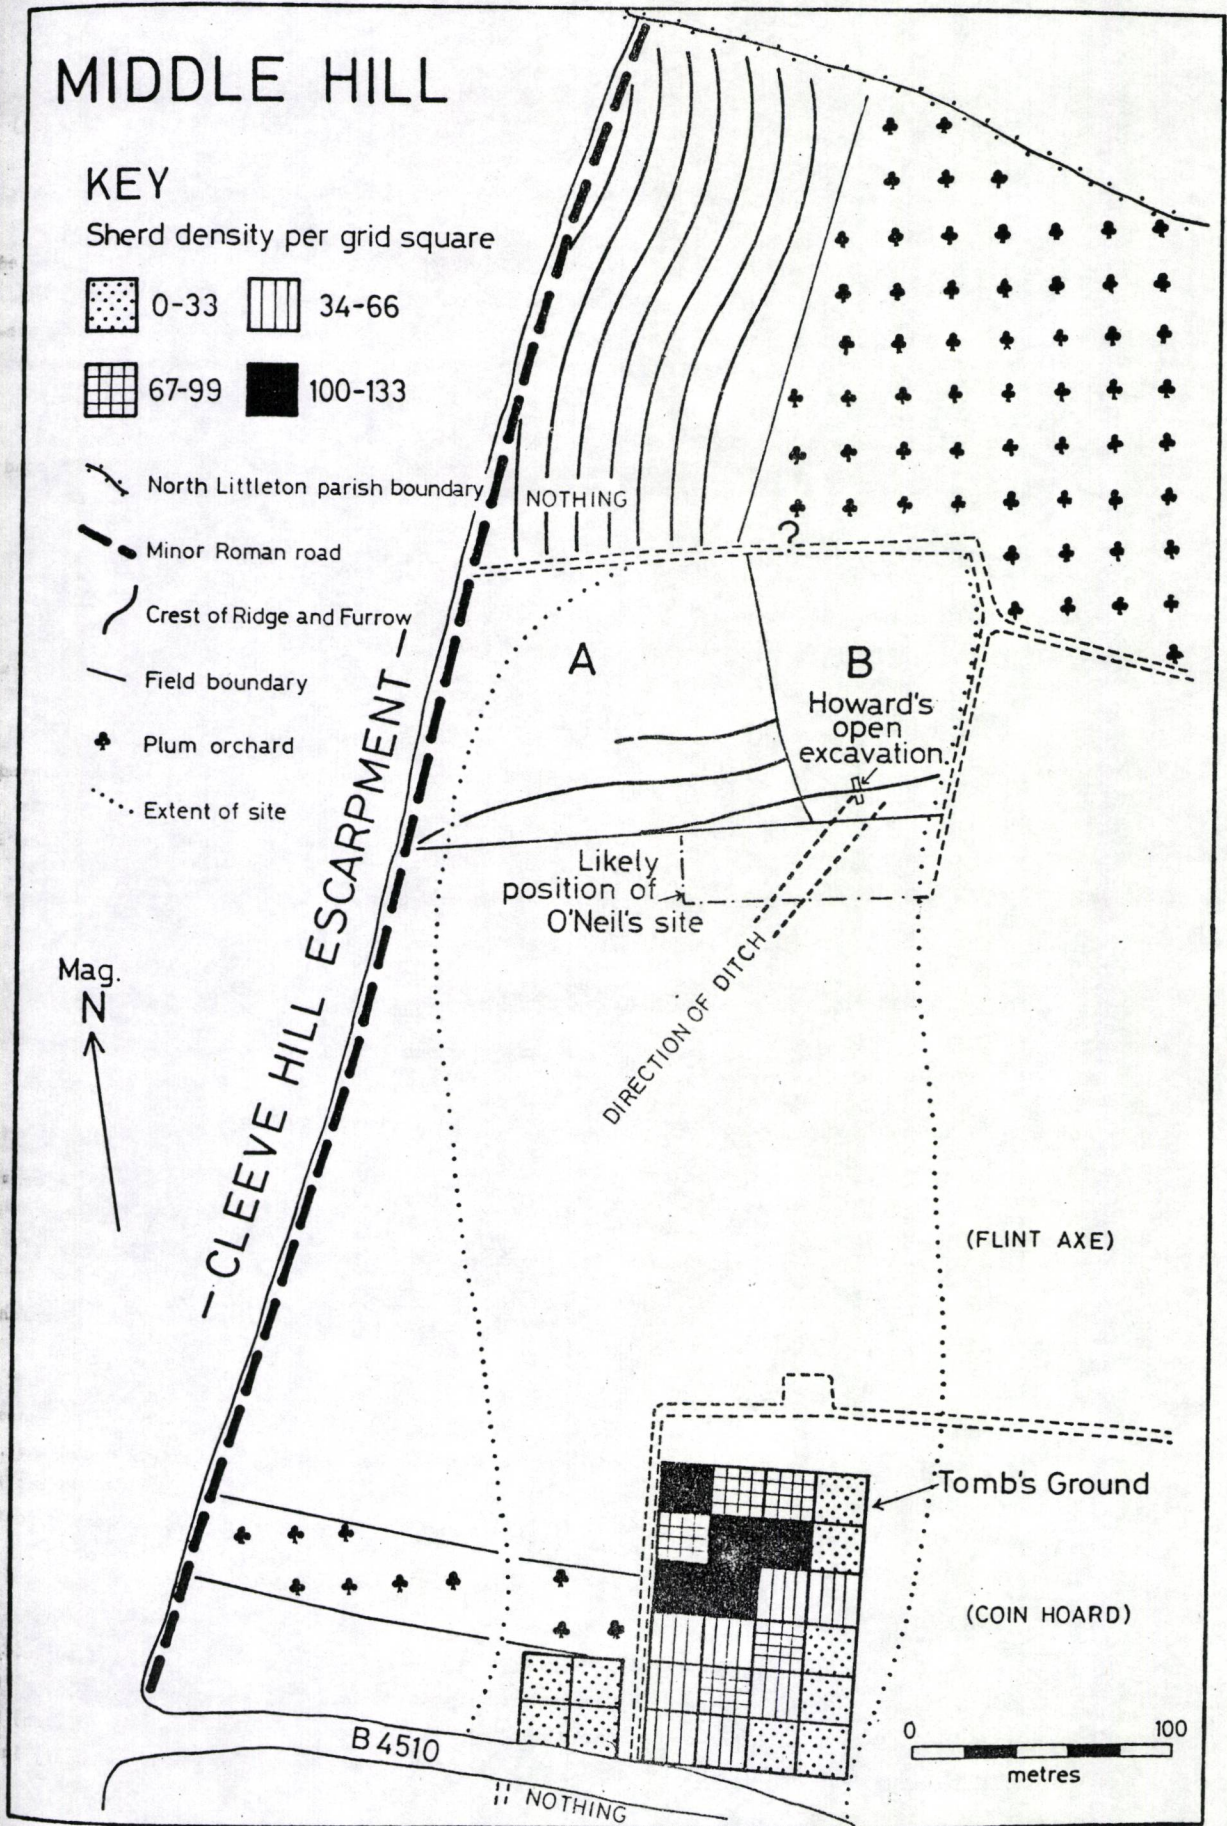 MIDDLE HILL
KEY
Sherd density per grid square
0-33
34-66
67-99
100-133
North Littleton parish boundary
Minor Roman road
Crest of Ridge and Furrow
Field boundary
Plum orchard
Extent of site
NOTHING
?
A
B
Howard's
open
excavation.
— CLEEVE HILL ESCARPMENT —
Likely
position of
O'Neil's site
DIRECTION OF DITCH
Mag.
N
(FLINT AXE)
Tomb's Ground
(COIN HOARD)
0
100
metres
B 4510
NOTHING